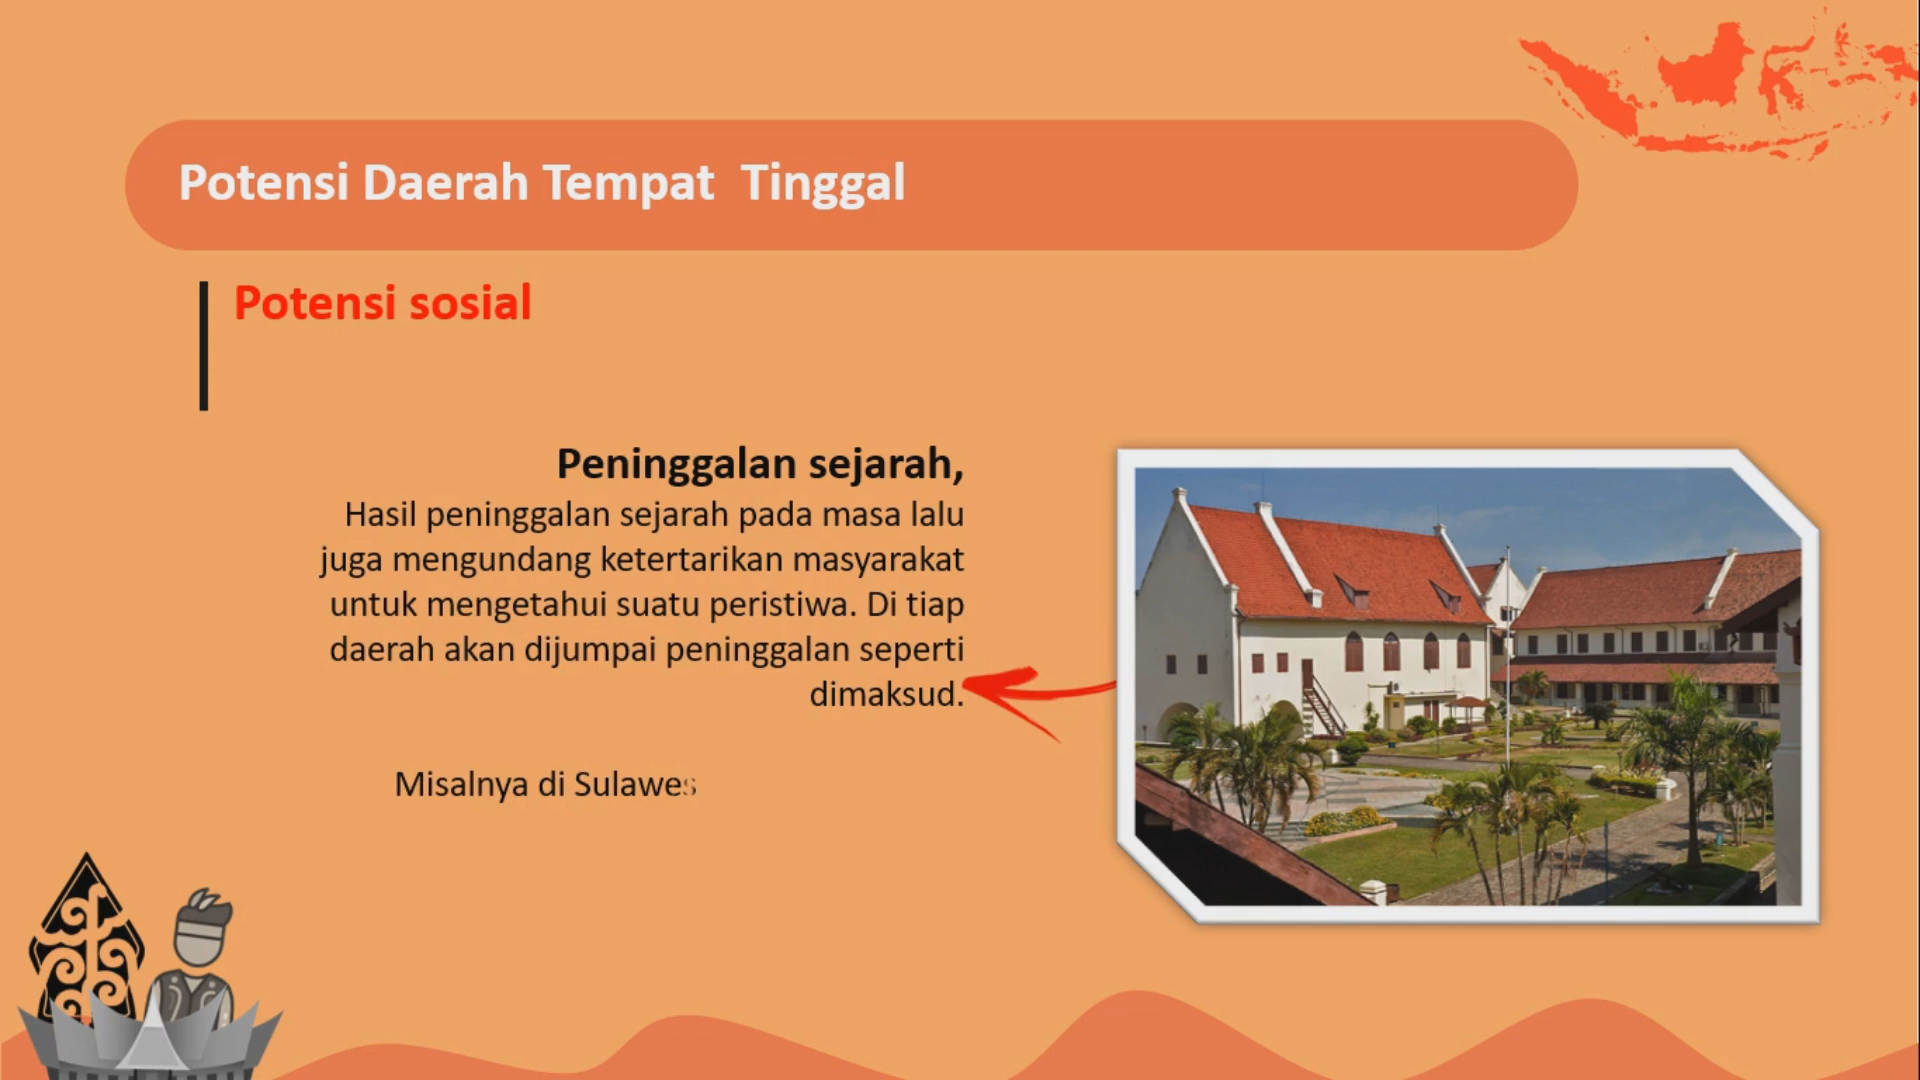 Potensi Daerah Tempat Tinggal
Potensi sosial
Peninggalan sejarah,
Hasil peninggalan sejarah pada masa lalu
juga mengundang ketertarikan masyarakat
untuk mengetahui suatu peristiwa. Di tiap
daerah akan dijumpai peninggalan seperti
dimaksud.
Misalnya di Sulawes